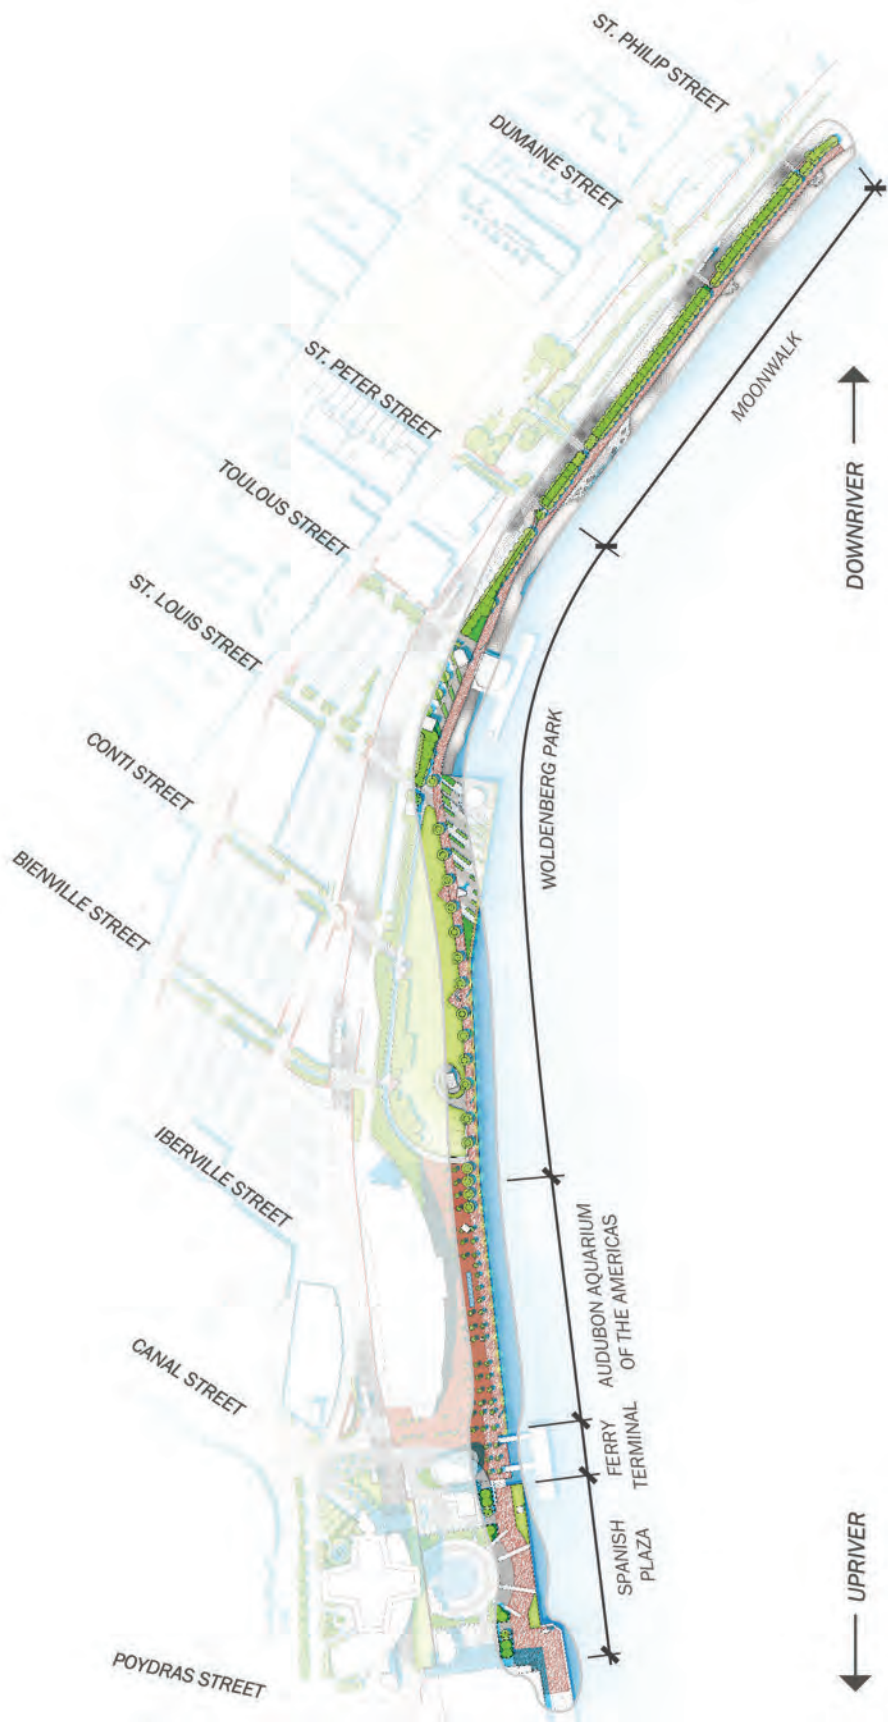 ST. PHILIP STREET
DUMAINE STREET
ST. PETER STREET
TOULOUS STREET
ST. LOUIS STREET
CONTI STREET
BIENVILLE STREET
IBERVILLE STREET
CANAL STREET
POYDRAS STREET
MOONWALK
WOLDENBERG PARK
AUDUBON AQUARIUM
OF THE AMERICAS
FERRY
TERMINAL
SPANISH
PLAZA
DOWNRIVER
UPRIVER